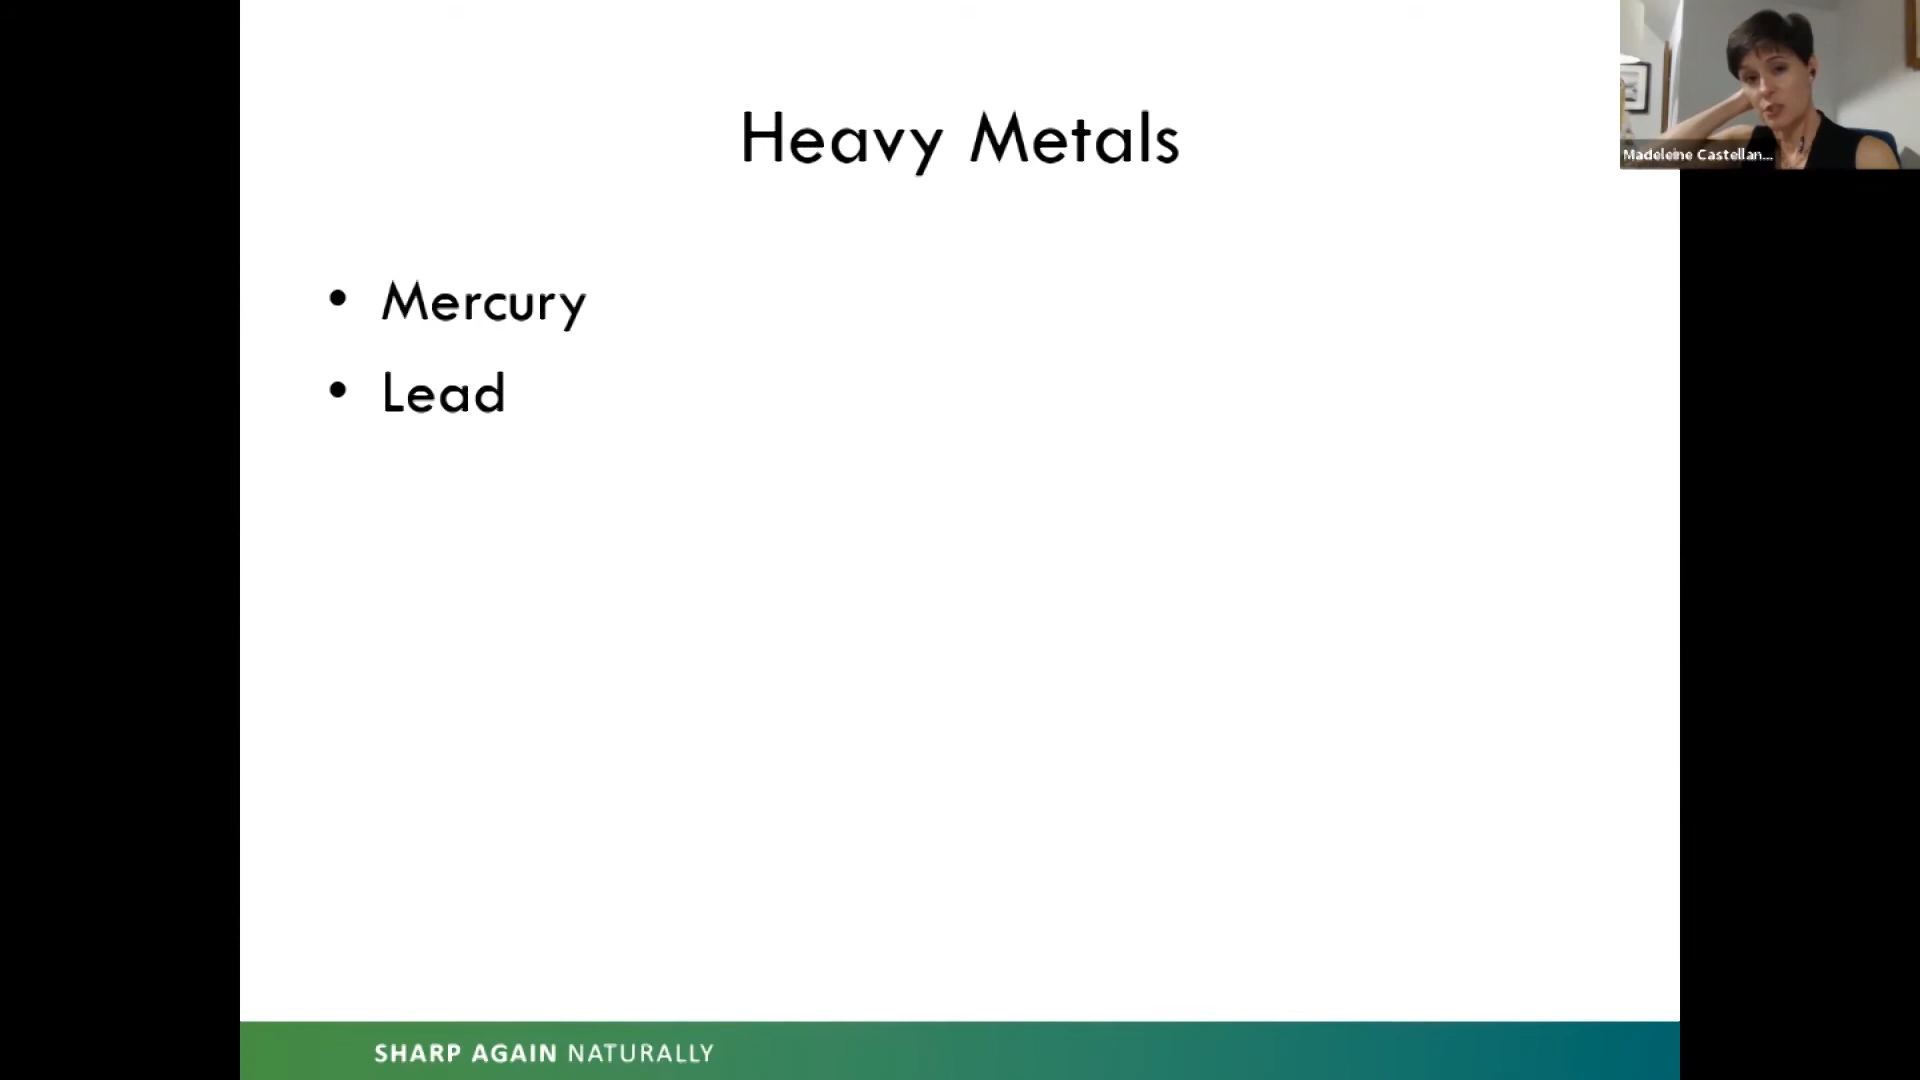 Heavy Metals
Madeleine Castellan...
• Mercury
• Lead
SHARP AGAIN NATURALLY